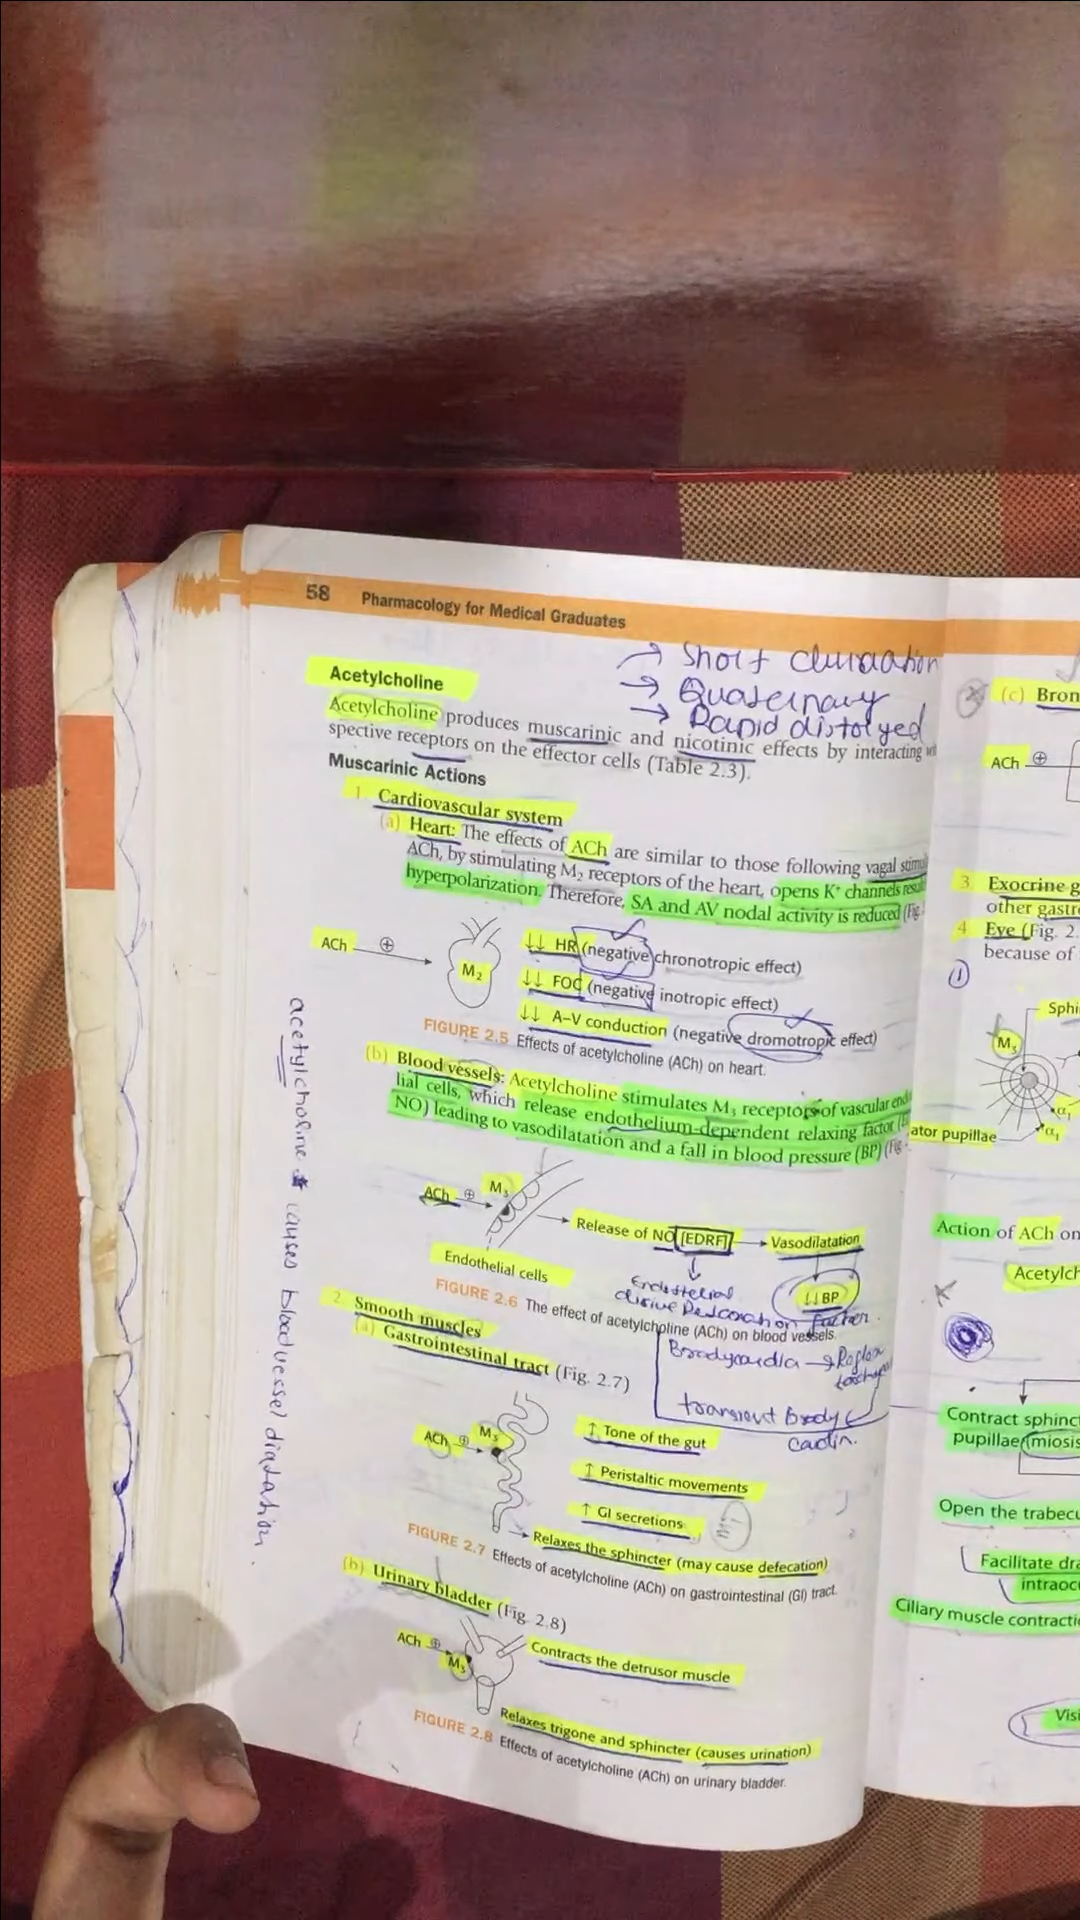 58 Pharmacology for Medical Graduates
→ Short
→ Quaternary
→ Rapid
Acetylcholine
Acetylcholine produces muscarinic and nicotinic effects by interacting
spective receptors on the effector cells (Table 2.3).
Muscarinic Actions
1. Cardiovascular system
(a) Heart: The effects of ACh are similar to those following vagal
ACh, by stimulating M₂ receptors of the heart, opens K⁺ channels
hyperpolarization. Therefore, SA and AV nodal activity is reduced
ACh ⊕ M₂
↓↓ HR (negative chronotropic effect)
↓↓ FOC (negative inotropic effect)
↓↓ A–V conduction (negative dromotropic effect)
FIGURE 2.5 Effects of acetylcholine (ACh) on heart.
(b) Blood vessels: Acetylcholine stimulates M₃ receptors of vascular
lial cells, which release endothelium-dependent relaxing factor
NO) leading to vasodilatation and a fall in blood pressure (BP)
ACh ⊕ M₃
→ Release of NO [EDRF] → Vasodilatation
Endothelial cells
↓↓ BP
FIGURE 2.6 The effect of acetylcholine (ACh) on blood vessels.
Factor
Bradycardia → Reflex
transient Brady
cardia.
2. Smooth muscles
(a) Gastrointestinal tract (Fig. 2.7)
ACh ⊕ M₃
↑ Tone of the gut
↑ Peristaltic movements
↑ GI secretions
→ Relaxes the sphincter (may cause defecation)
FIGURE 2.7 Effects of acetylcholine (ACh) on gastrointestinal (GI) tract.
(b) Urinary bladder (Fig. 2.8)
ACh ⊕ M₃
Contracts the detrusor muscle
Relaxes trigone and sphincter (causes urination)
FIGURE 2.8 Effects of acetylcholine (ACh) on urinary bladder.
acetylcholine causes blood vessel
(c) Bron
ACh ⊕
3 Exocrine g
other gastr
4 Eye (Fig. 2.
because of
①
Sphi
M₃
α₁
α₁
ator pupillae
Action of ACh on
Acetylch
Contract sphinct
pupillae (miosis
Open the trabecu
Facilitate dra
intraoc
Ciliary muscle contracti
Visi